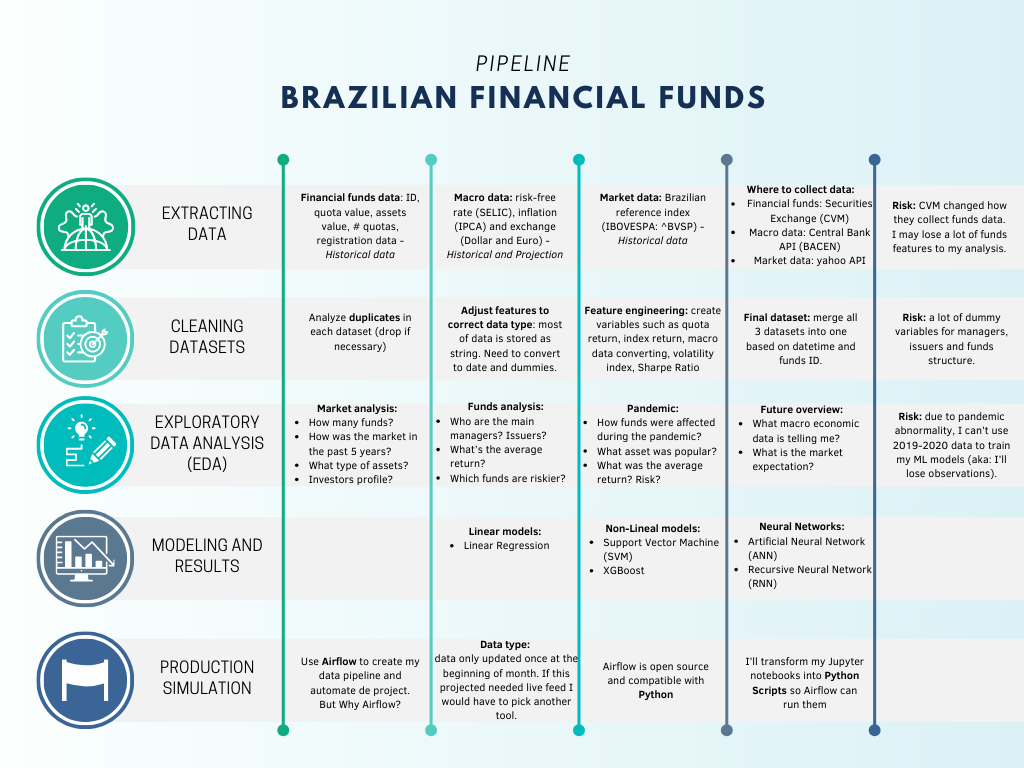 PIPELINE
BRAZILIAN FINANCIAL FUNDS
EXTRACTING
DATA
Financial funds data: ID,
quota value, assets
value, # quotas,
registration data -
Historical data
Macro data: risk-free
rate (SELIC), inflation
(IPCA) and exchange
(Dollar and Euro) -
Historical and Projection
Market data: Brazilian
reference index
(IBOVESPA: ^BVSP) -
Historical data
Where to collect data:
• Financial funds: Securities
Exchange (CVM)
• Macro data: Central Bank
API (BACEN)
• Market data: yahoo API
Risk: CVM changed how
they collect funds data.
I may lose a lot of funds
features to my analysis.
CLEANING
DATASETS
Analyze duplicates in
each dataset (drop if
necessary)
Adjust features to
correct data type: most
of data is stored as
string. Need to convert
to date and dummies.
Feature engineering: create
variables such as quota
return, index return, macro
data converting, volatility
index, Sharpe Ratio
Final dataset: merge all
3 datasets into one
based on datetime and
funds ID.
Risk: a lot of dummy
variables for managers,
issuers and funds
structure.
EXPLORATORY
DATA ANALYSIS
(EDA)
Market analysis:
• How many funds?
• How was the market in
the past 5 years?
• What type of assets?
• Investors profile?
Funds analysis:
• Who are the main
managers? Issuers?
• What's the average
return?
• Which funds are riskier?
Pandemic:
• How funds were affected
during the pandemic?
• What asset was popular?
• What was the average
return? Risk?
Future overview:
• What macro economic
data is telling me?
• What is the market
expectation?
Risk: due to pandemic
abnormality, I can't use
2019-2020 data to train
my ML models (aka: I'll
lose observations).
MODELING AND
RESULTS
Linear models:
• Linear Regression
Non-Lineal models:
• Support Vector Machine
(SVM)
• XGBoost
Neural Networks:
• Artificial Neural Network
(ANN)
• Recursive Neural Network
(RNN)
PRODUCTION
SIMULATION
Use Airflow to create my
data pipeline and
automate de project.
But Why Airflow?
Data type:
data only updated once at the
beginning of month. If this
projected needed live feed I
would have to pick another
tool.
Airflow is open source
and compatible with
Python
I'll transform my Jupyter
notebooks into Python
Scripts so Airflow can
run them